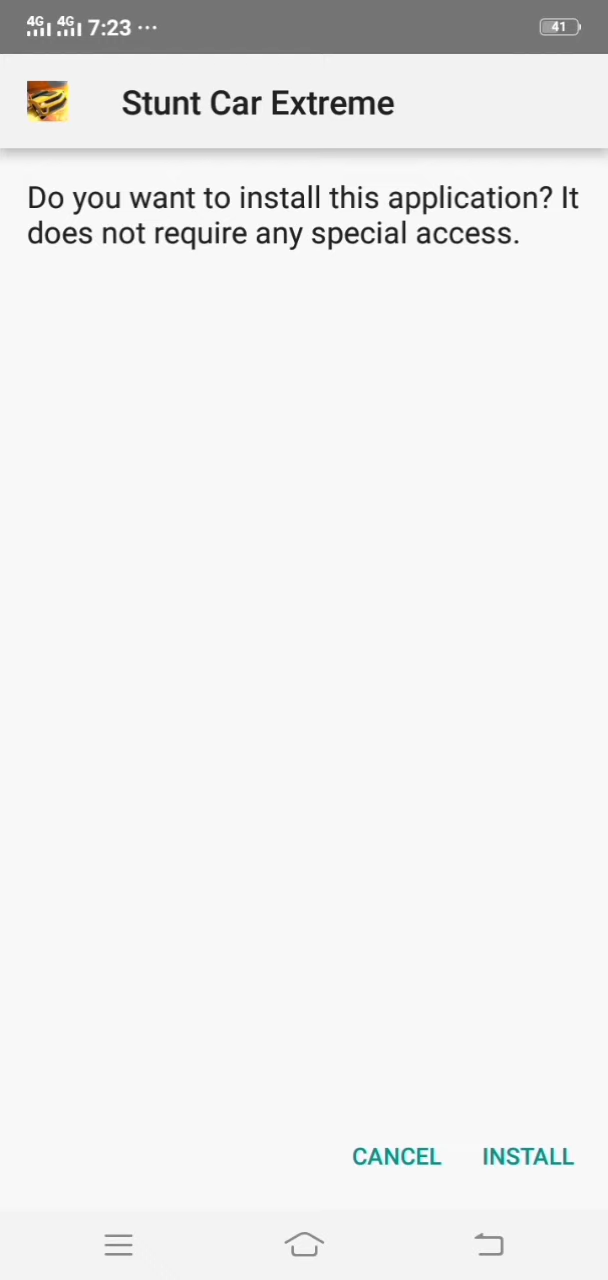 4G 4G 7:23 ... 41
Stunt Car Extreme
Do you want to install this application? It
does not require any special access.
CANCEL INSTALL